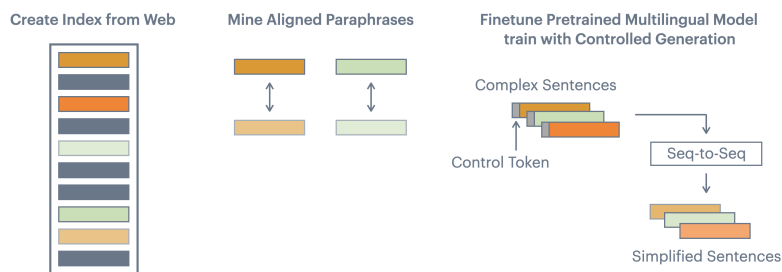 Create Index from Web
Mine Aligned Paraphrases
Finetune Pretrained Multilingual Model
train with Controlled Generation
Complex Sentences
Control Token
Seq-to-Seq
Simplified Sentences